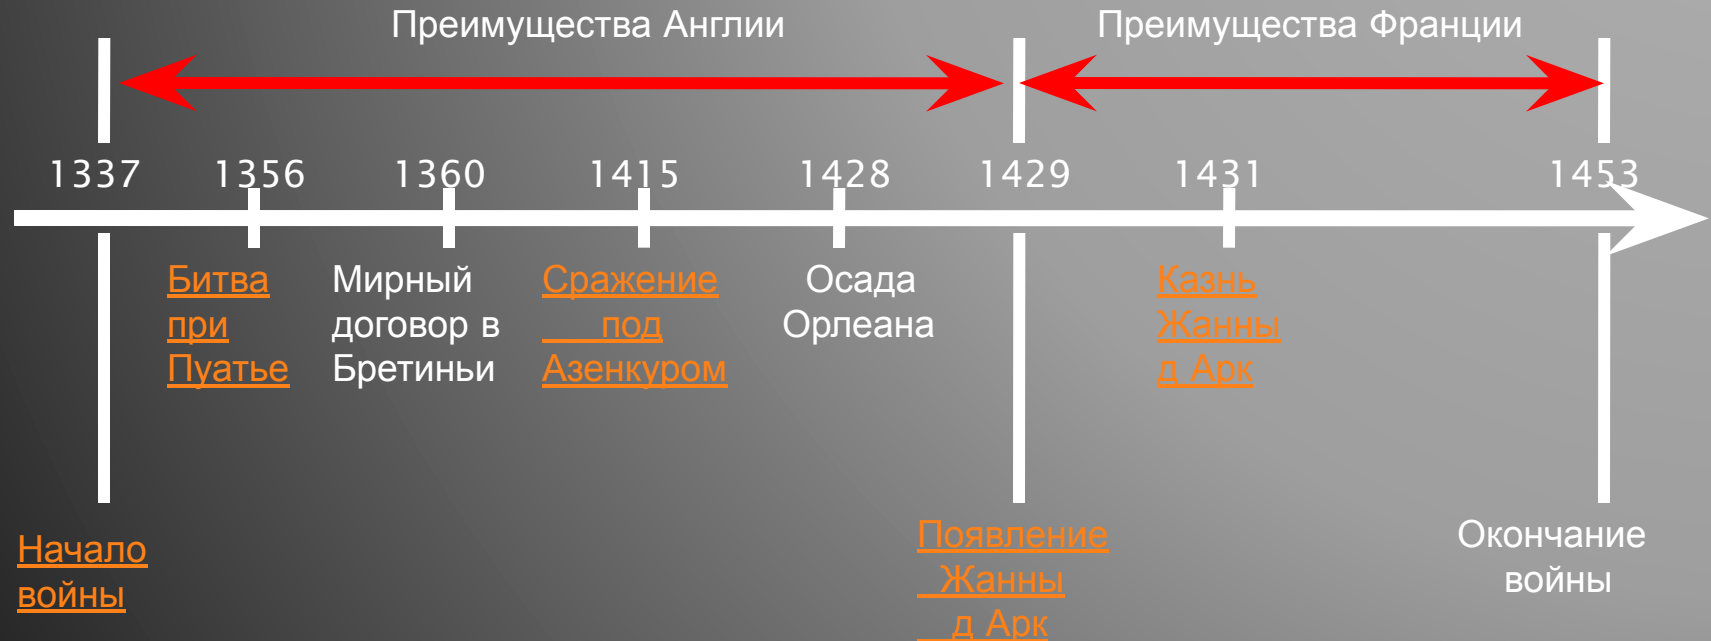 Преимущества Англии
Преимущества Франции
1337 1356 1360 1415 1428 1429 1431 1453
Битва
при
Пуатье
Мирный
договор в
Бретиньи
Сражение
под
Азенкуром
Осада
Орлеана
Казнь
Жанны
д Арк
Начало
войны
Появление
Жанны
д Арк
Окончание
войны